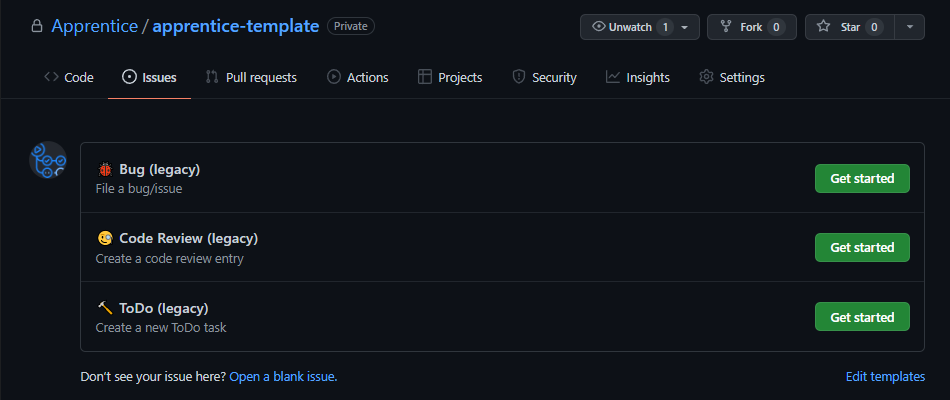 Apprentice / apprentice-template Private
Unwatch 1
Fork 0
Star 0
Code
Issues
Pull requests
Actions
Projects
Security
Insights
Settings
Bug (legacy)
File a bug/issue
Get started
Code Review (legacy)
Create a code review entry
Get started
ToDo (legacy)
Create a new ToDo task
Get started
Don't see your issue here? Open a blank issue.
Edit templates